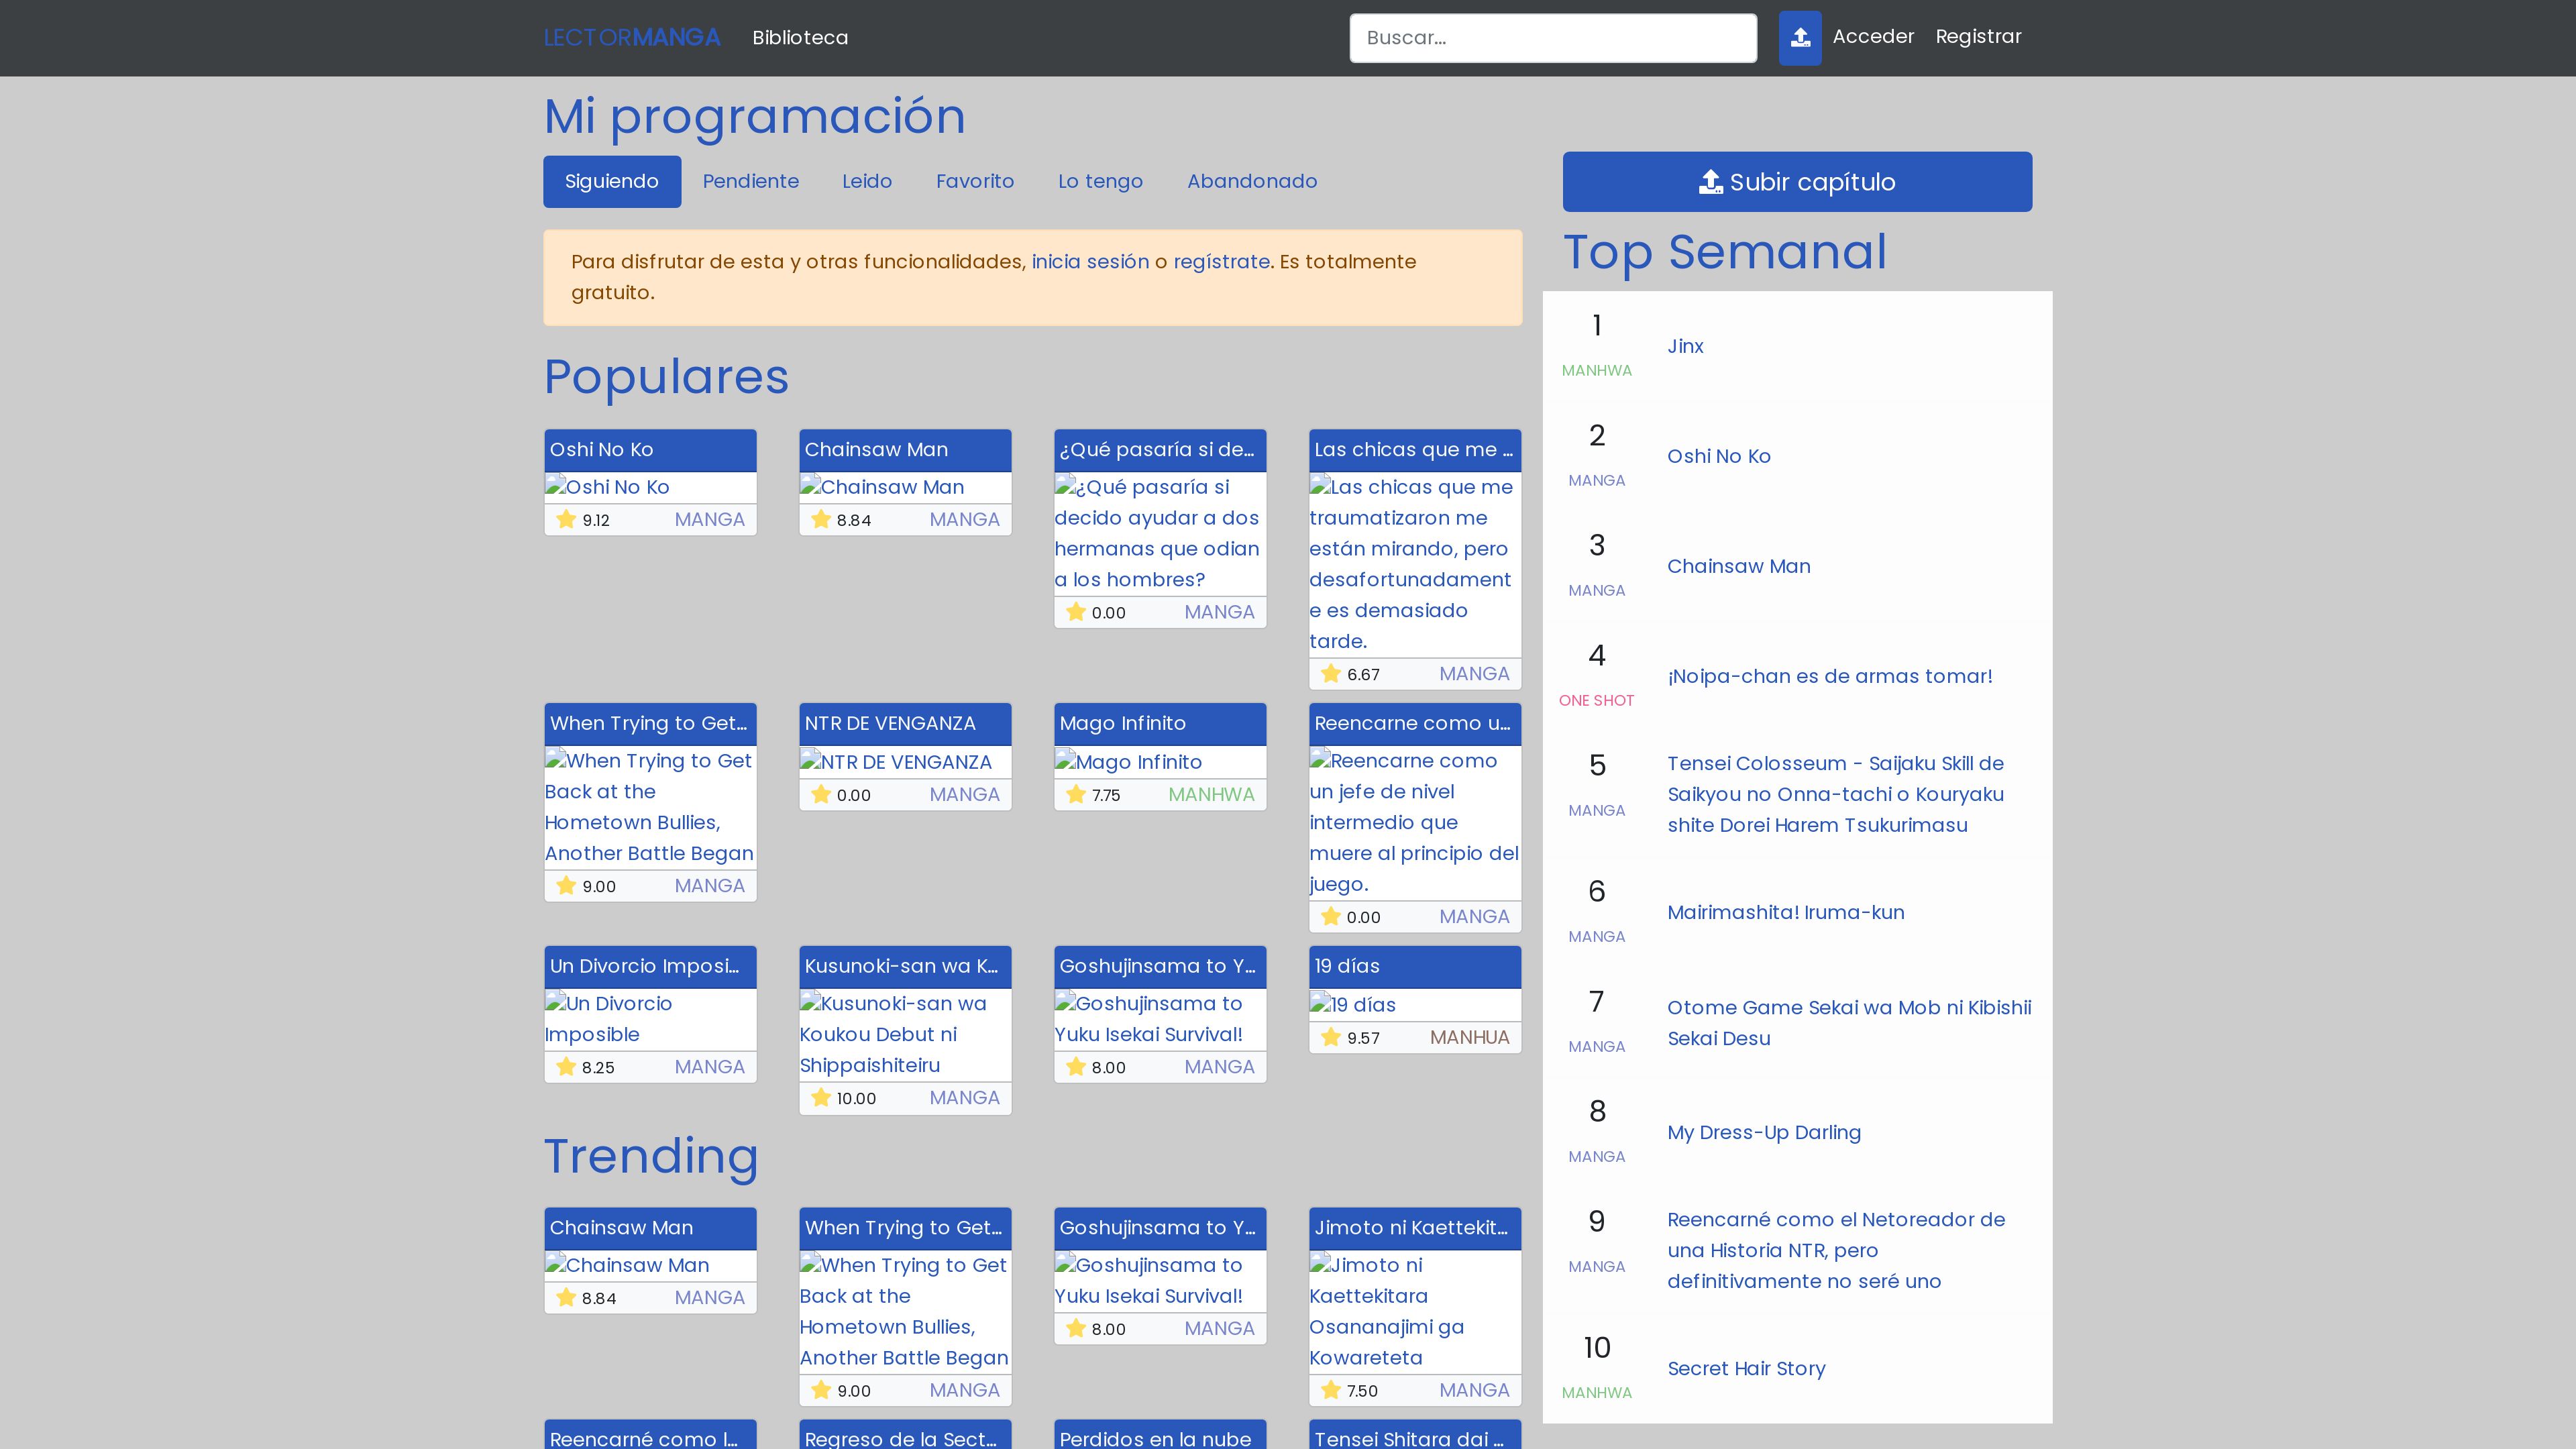 LECTORMANGA
Biblioteca
Buscar...
Acceder
Registrar
Mi programación
Siguiendo
Pendiente
Leido
Favorito
Lo tengo
Abandonado
Para disfrutar de esta y otras funcionalidades, inicia sesión o regístrate. Es totalmente
gratuito.
Populares
Oshi No Ko
Oshi No Ko
9.12 MANGA
Chainsaw Man
Chainsaw Man
8.84 MANGA
¿Qué pasaría si de...
¿Qué pasaría si
decido ayudar a dos
hermanas que odian
a los hombres?
0.00 MANGA
Las chicas que me ...
Las chicas que me
traumatizaron me
están mirando, pero
desafortunadament
e es demasiado
tarde.
6.67 MANGA
When Trying to Get...
When Trying to Get
Back at the
Hometown Bullies,
Another Battle Began
9.00 MANGA
NTR DE VENGANZA
NTR DE VENGANZA
0.00 MANGA
Mago Infinito
Mago Infinito
7.75 MANHWA
Reencarne como u...
Reencarne como
un jefe de nivel
intermedio que
muere al principio del
juego.
0.00 MANGA
Un Divorcio Imposi...
Un Divorcio
Imposible
8.25 MANGA
Kusunoki-san wa K...
Kusunoki-san wa
Koukou Debut ni
Shippaishiteiru
10.00 MANGA
Goshujinsama to Y...
Goshujinsama to
Yuku Isekai Survival!
8.00 MANGA
19 días
19 días
9.57 MANHUA
Trending
Chainsaw Man
Chainsaw Man
8.84 MANGA
When Trying to Get...
When Trying to Get
Back at the
Hometown Bullies,
Another Battle Began
9.00 MANGA
Goshujinsama to Y...
Goshujinsama to
Yuku Isekai Survival!
8.00 MANGA
Jimoto ni Kaettekit...
Jimoto ni
Kaettekitara
Osananajimi ga
Kowareteta
7.50 MANGA
Reencarné como l...
Regreso de la Sect...
Perdidos en la nube
Tensei Shitara dai ...
Subir capítulo
Top Semanal
1
MANHWA
Jinx
2
MANGA
Oshi No Ko
3
MANGA
Chainsaw Man
4
ONE SHOT
¡Noipa-chan es de armas tomar!
5
MANGA
Tensei Colosseum - Saijaku Skill de
Saikyou no Onna-tachi o Kouryaku
shite Dorei Harem Tsukurimasu
6
MANGA
Mairimashita! Iruma-kun
7
MANGA
Otome Game Sekai wa Mob ni Kibishii
Sekai Desu
8
MANGA
My Dress-Up Darling
9
MANGA
Reencarné como el Netoreador de
una Historia NTR, pero
definitivamente no seré uno
10
MANHWA
Secret Hair Story